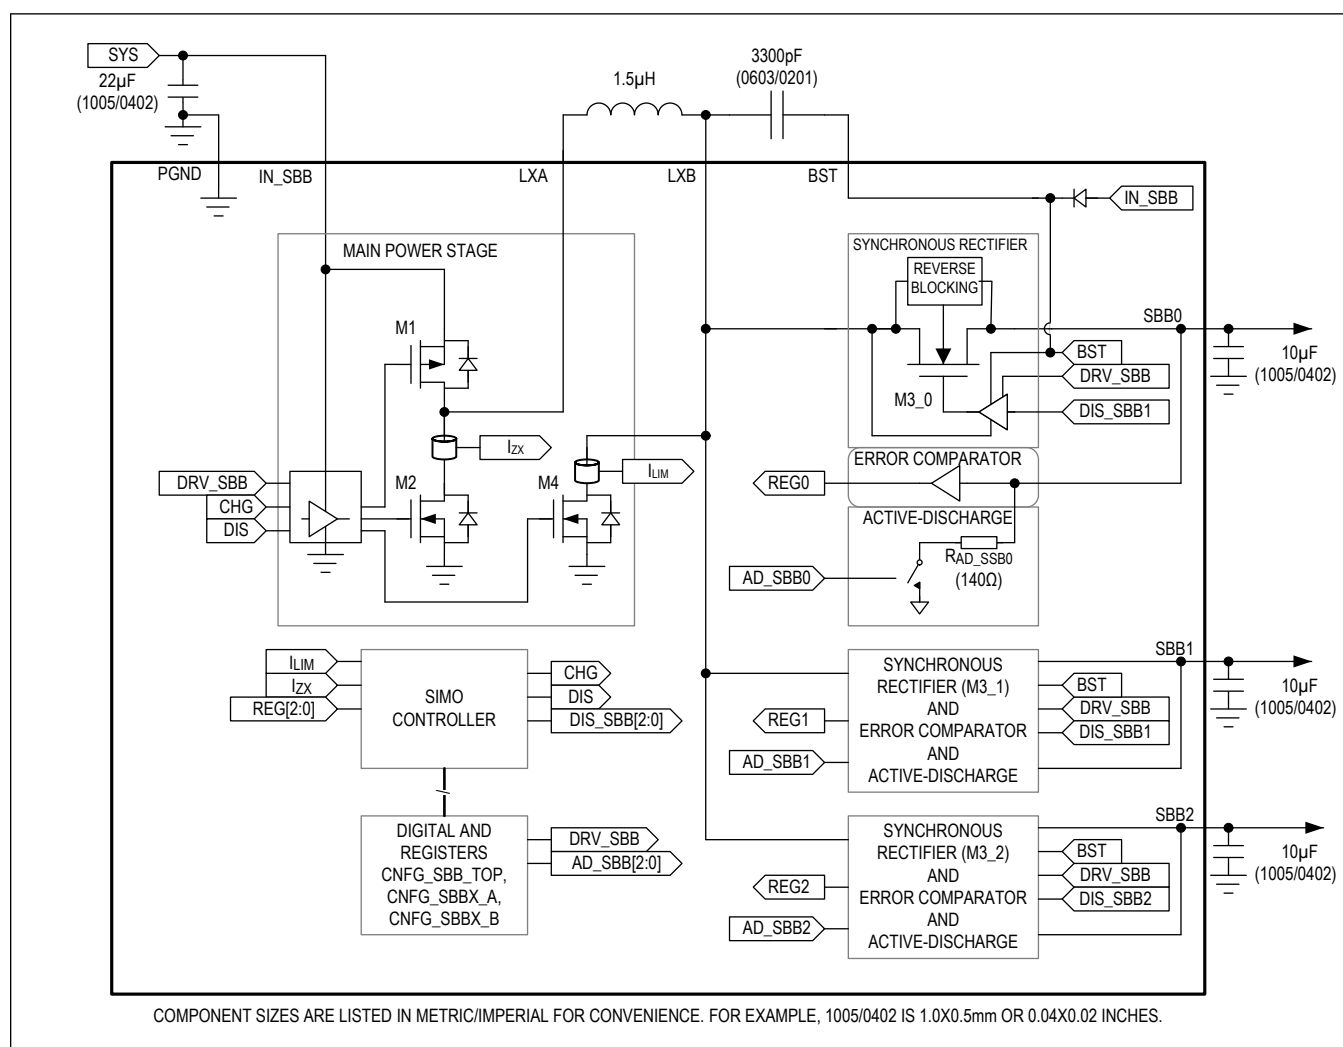 SYS
22µF
(1005/0402)
1.5µH
3300pF
(0603/0201)
PGND
IN_SBB
LXA
LXB
BST
IN_SBB
MAIN POWER STAGE
M1
IZX
DRV_SBB
CHG
DIS
M2
M4
ILIM
SYNCHRONOUS RECTIFIER
REVERSE
BLOCKING
M3_0
SBB0
BST
DRV_SBB
DIS_SBB1
10µF
(1005/0402)
ERROR COMPARATOR
REG0
ACTIVE-DISCHARGE
RAD_SSB0
(140Ω)
AD_SBB0
ILIM
IZX
REG[2:0]
SIMO
CONTROLLER
CHG
DIS
DIS_SBB[2:0]
DIGITAL AND
REGISTERS
CNFG_SBB_TOP,
CNFG_SBBX_A,
CNFG_SBBX_B
DRV_SBB
AD_SBB[2:0]
SYNCHRONOUS
RECTIFIER (M3_1)
AND
ERROR COMPARATOR
AND
ACTIVE-DISCHARGE
REG1
AD_SBB1
SBB1
BST
DRV_SBB
DIS_SBB1
10µF
(1005/0402)
SYNCHRONOUS
RECTIFIER (M3_2)
AND
ERROR COMPARATOR
AND
ACTIVE-DISCHARGE
REG2
AD_SBB2
SBB2
BST
DRV_SBB
DIS_SBB2
10µF
(1005/0402)
COMPONENT SIZES ARE LISTED IN METRIC/IMPERIAL FOR CONVENIENCE. FOR EXAMPLE, 1005/0402 IS 1.0X0.5mm OR 0.04X0.02 INCHES.